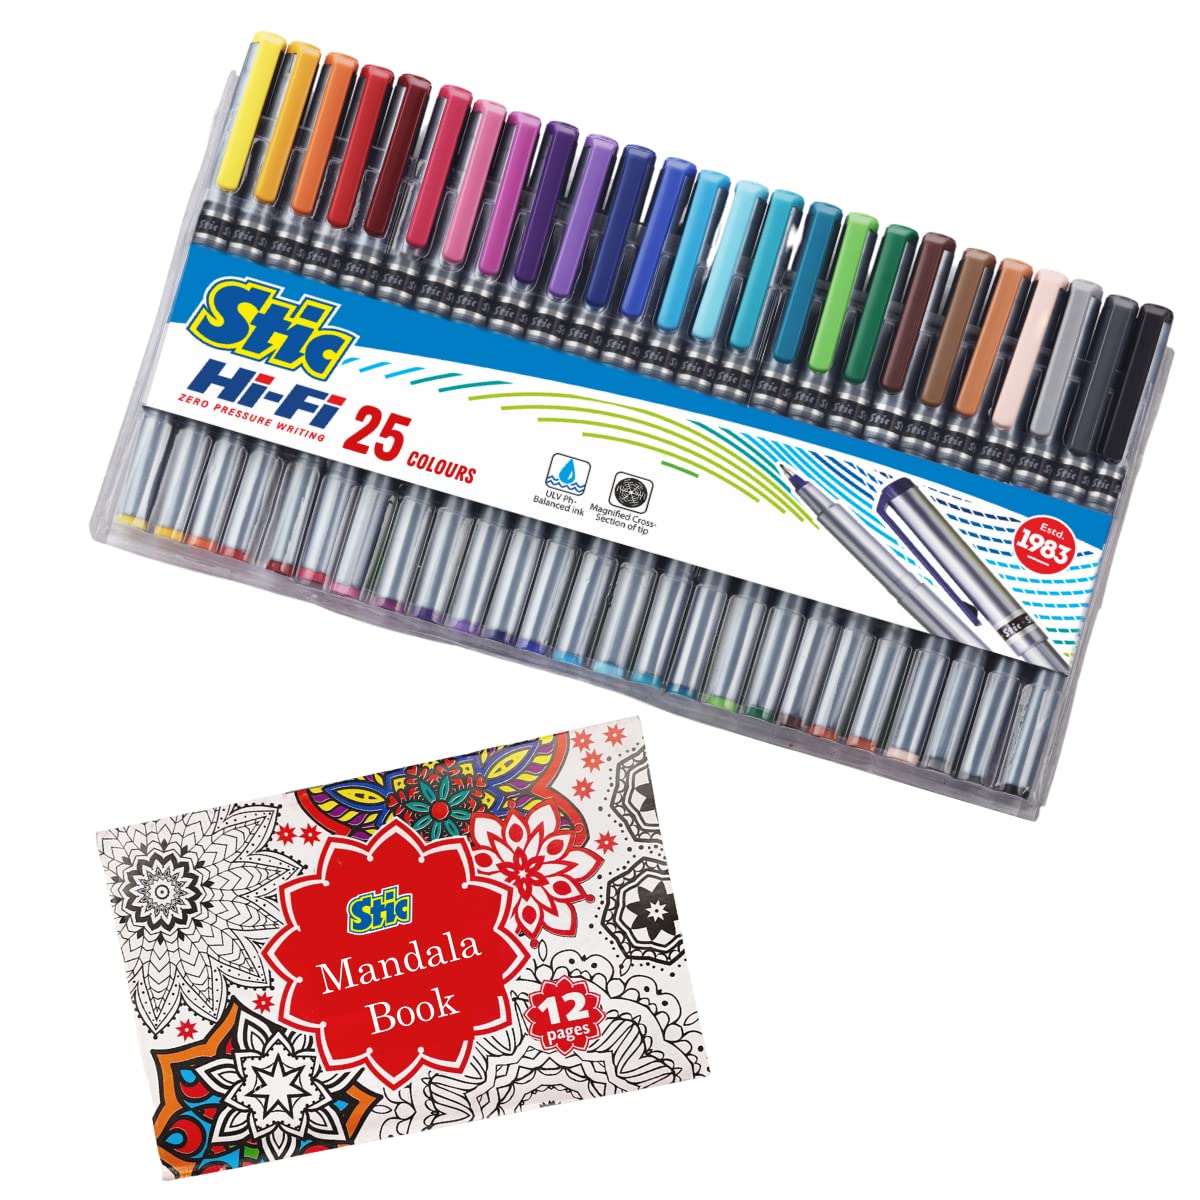 Stic
Hi-Fi
ZERO PRESSURE WRITING
25 COLOURS
ULV Ph-
Balanced ink
Magnified Cross-
Section of tip
Estd.
1983
Stic
Stic
Mandala
Book
12
pages